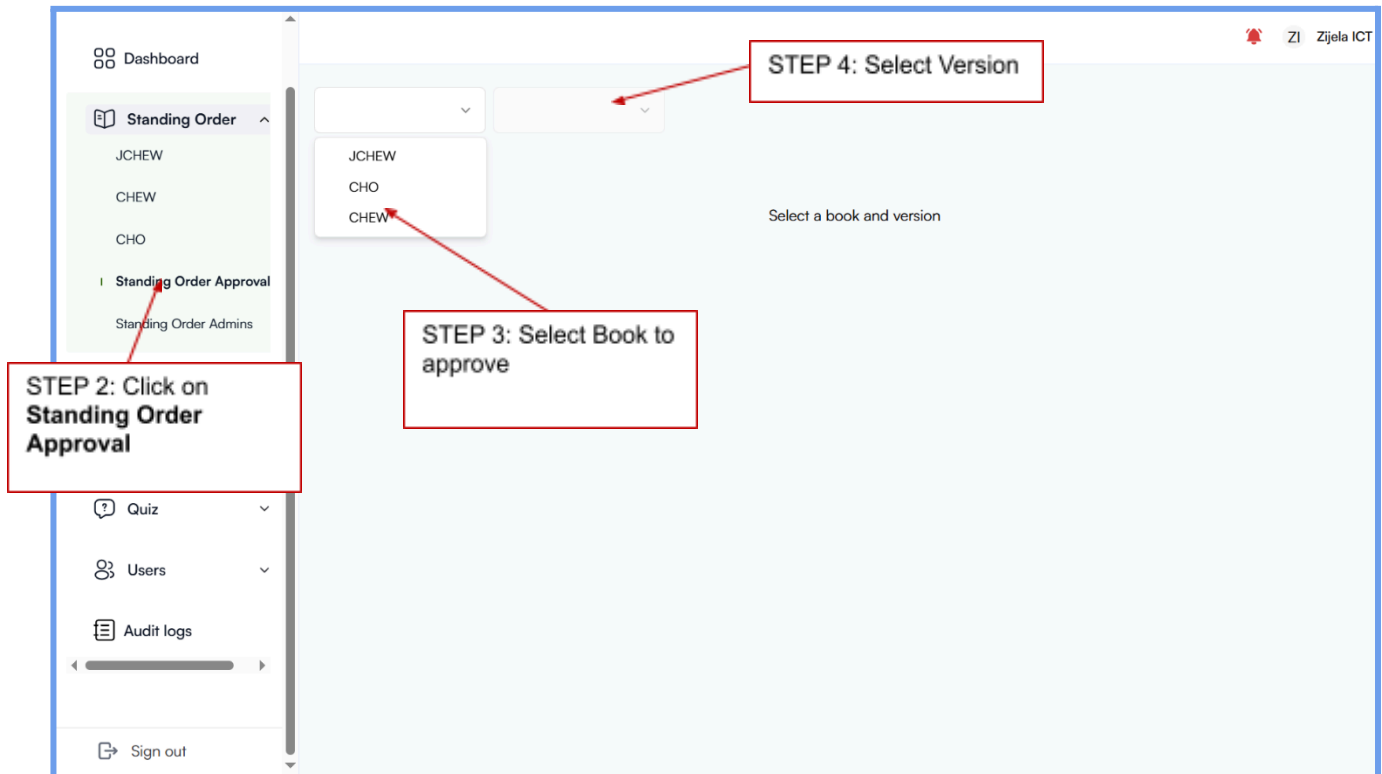 Dashboard
ZI Zijela ICT
STEP 4: Select Version
Standing Order
JCHEW
CHEW
CHO
Standing Order Approval
Standing Order Admins
JCHEW
CHO
CHEW
Select a book and version
STEP 3: Select Book to
approve
STEP 2: Click on
Standing Order
Approval
Quiz
Users
Audit logs
Sign out